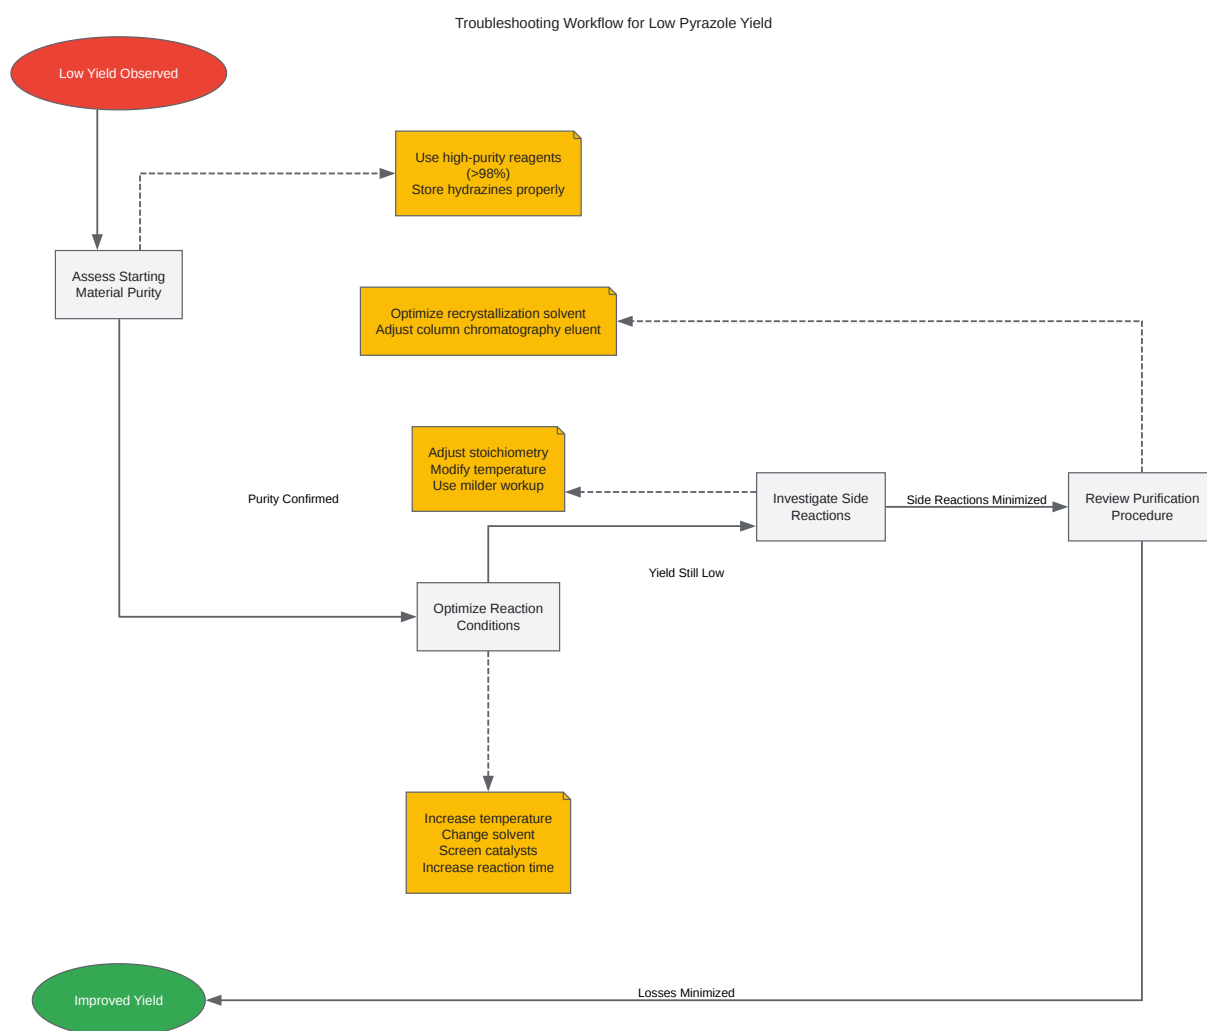 Troubleshooting Workflow for Low Pyrazole Yield
Low Yield Observed
Use high-purity reagents
(>98%)
Store hydrazines properly
Assess Starting
Material Purity
Optimize recrystallization solvent
Adjust column chromatography eluent
Adjust stoichiometry
Modify temperature
Use milder workup
Purity Confirmed
Investigate Side
Reactions
Side Reactions Minimized
Review Purification
Procedure
Yield Still Low
Optimize Reaction
Conditions
Increase temperature
Change solvent
Screen catalysts
Increase reaction time
Losses Minimized
Improved Yield